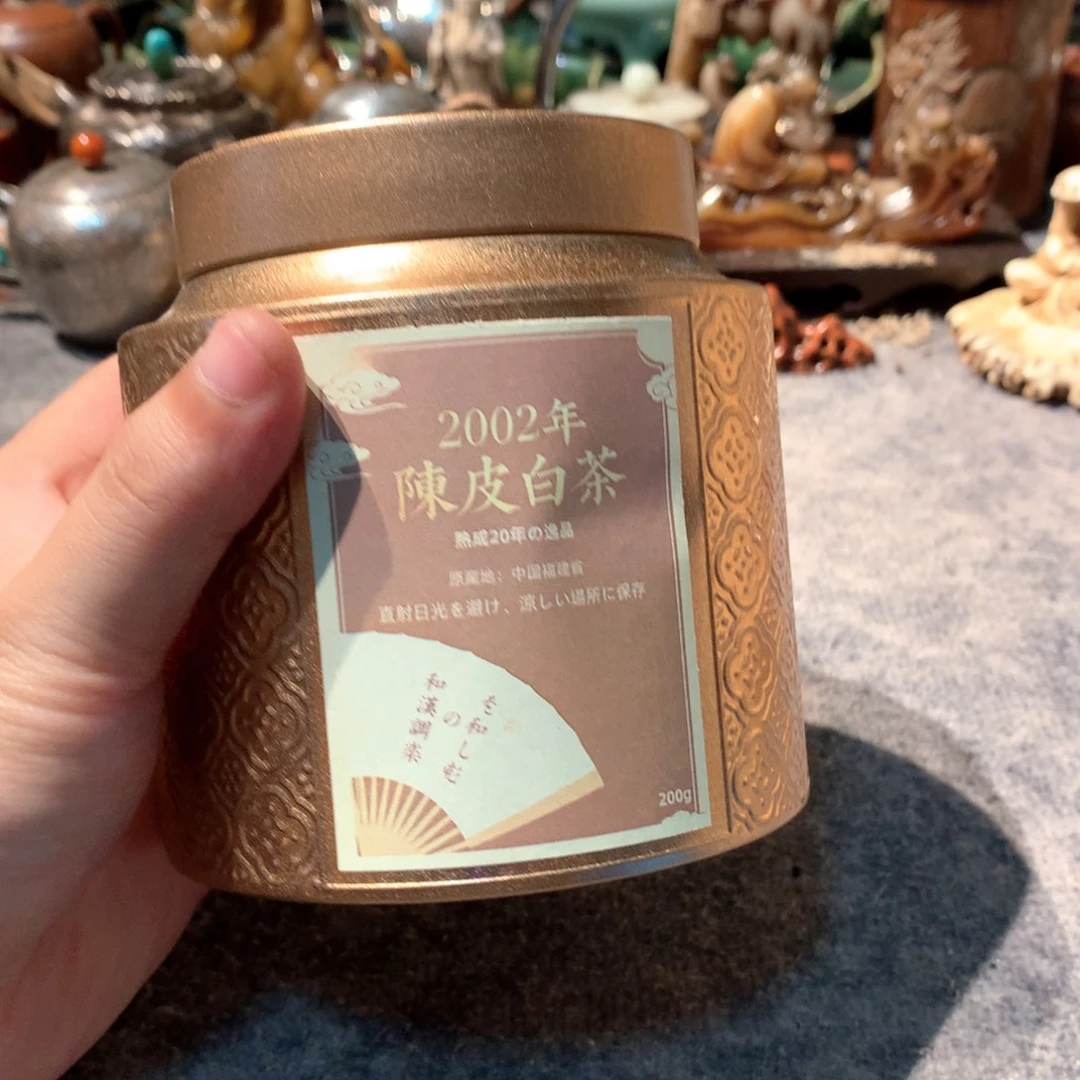 2002年
陳皮白茶
熟成20年の逸品
原産地：中国福建省
直射日光を避け、涼しい場所に保存
和漢調楽
の
を和しむ
200g